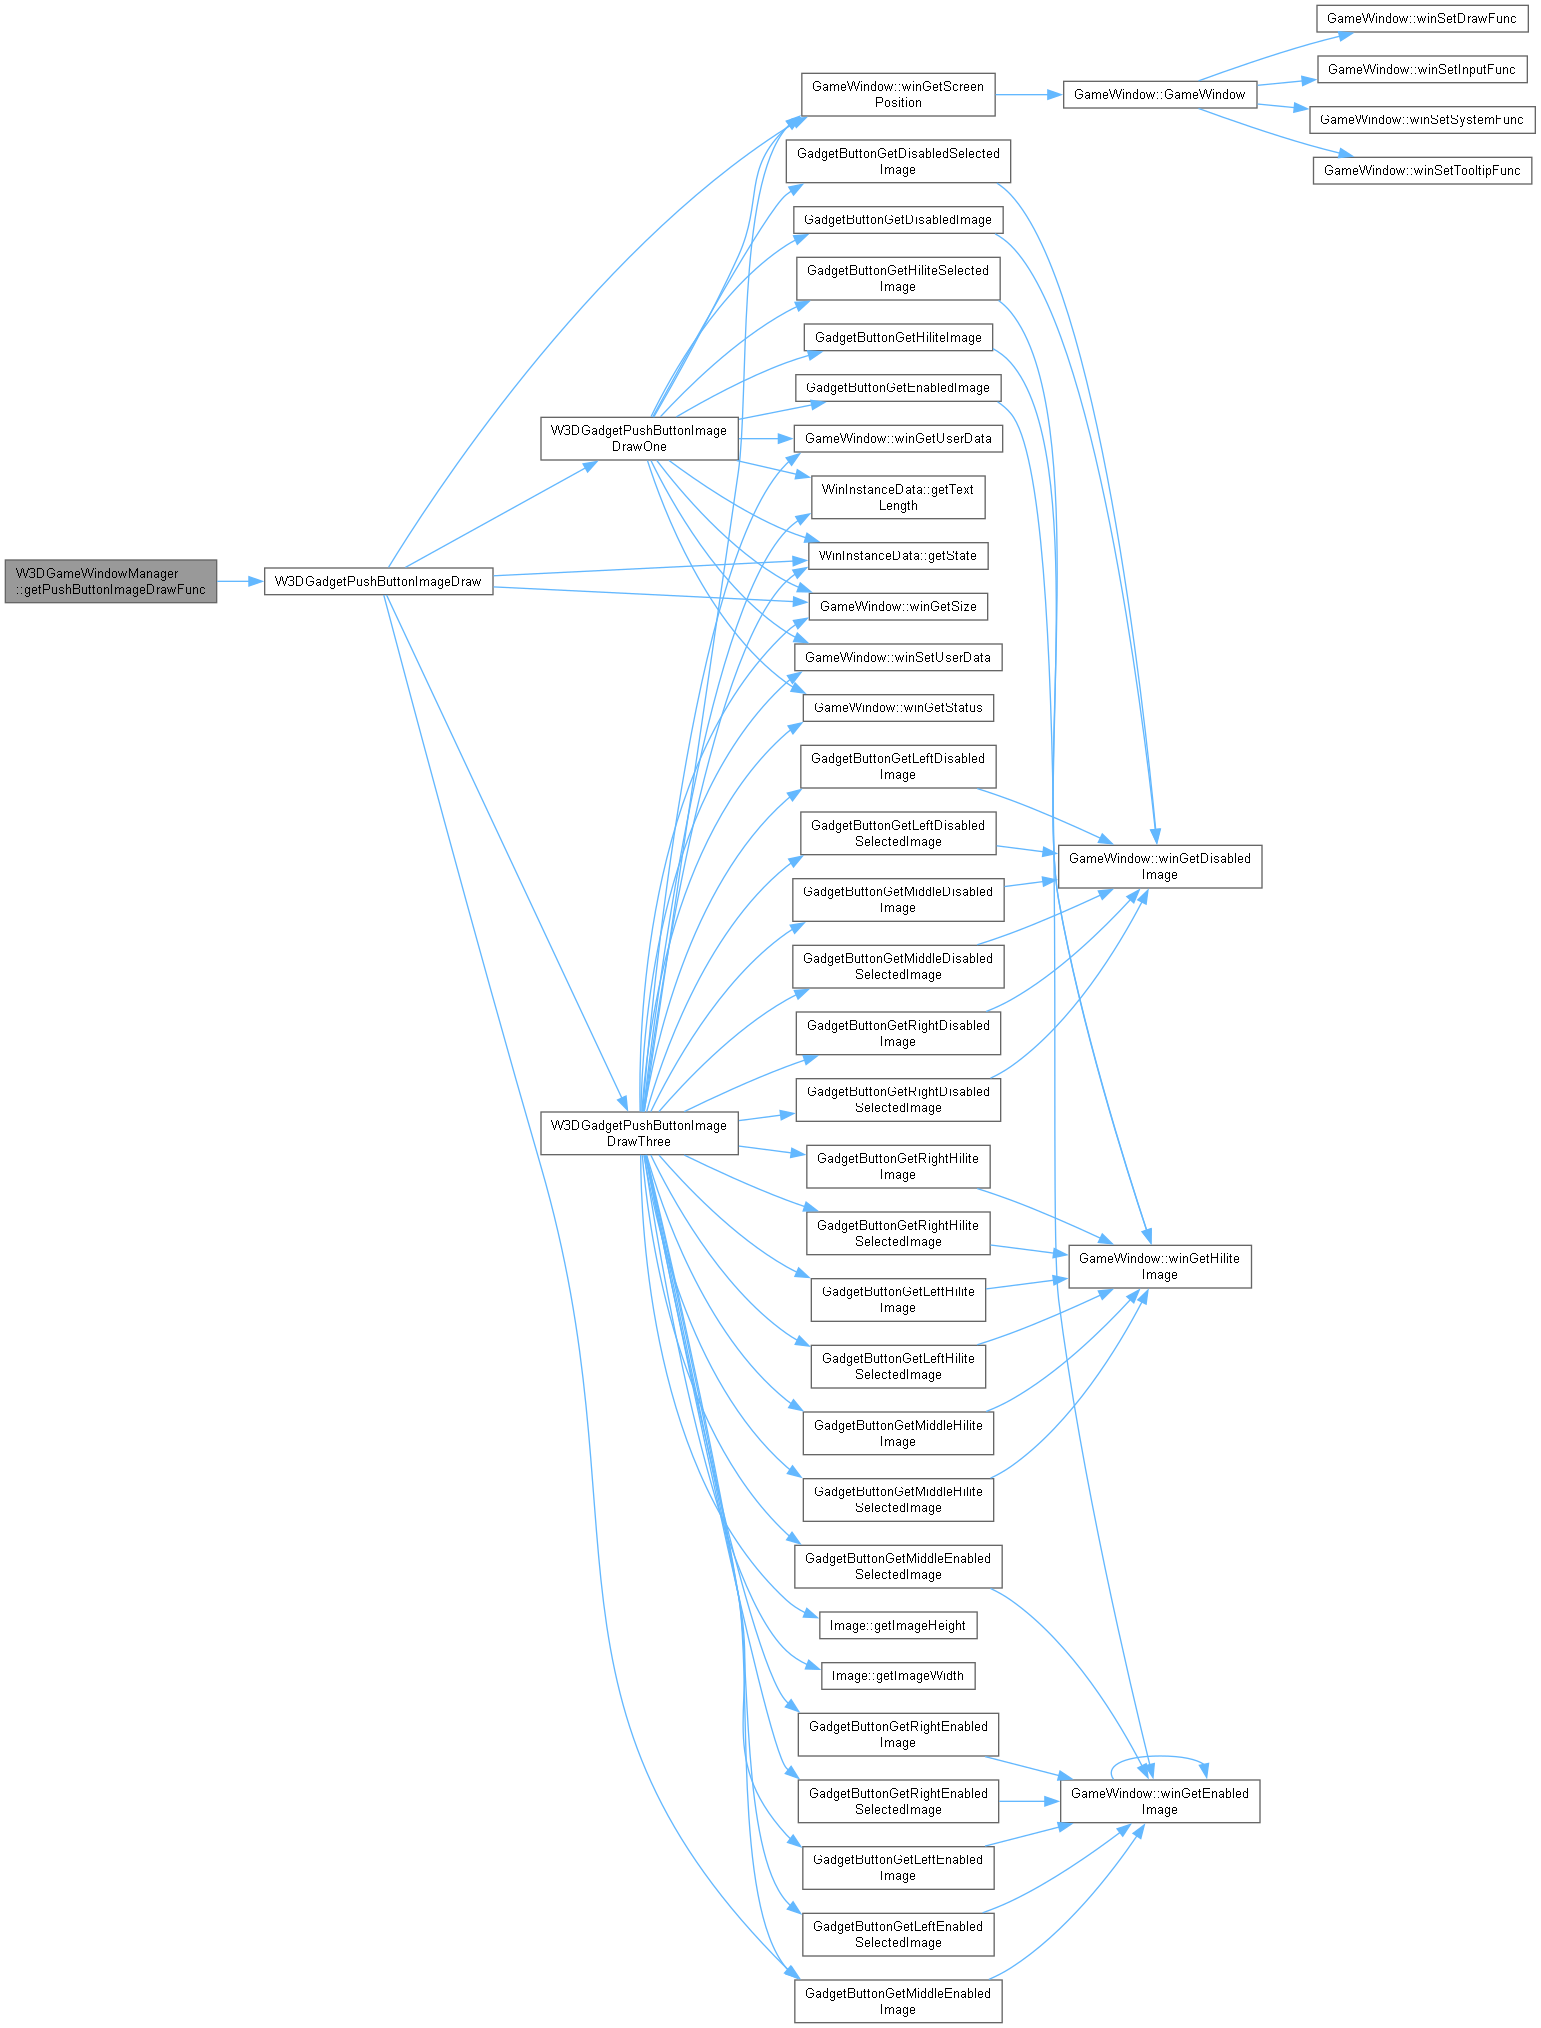 W3DGameWindowManager
::getPushButtonImageDrawFunc
W3DGadgetPushButtonImageDraw
W3DGadgetPushButtonImage
DrawOne
W3DGadgetPushButtonImage
DrawThree
GameWindow::winGetScreen
Position
GadgetButtonGetDisabledSelected
Image
GadgetButtonGetDisabledImage
GadgetButtonGetHiliteSelected
Image
GadgetButtonGetHiliteImage
GadgetButtonGetEnabledImage
GameWindow::winGetUserData
WinInstanceData::getText
Length
WinInstanceData::getState
GameWindow::winGetSize
GameWindow::winSetUserData
GameWindow::winGetStatus
GadgetButtonGetLeftDisabled
Image
GadgetButtonGetLeftDisabled
SelectedImage
GadgetButtonGetMiddleDisabled
Image
GadgetButtonGetMiddleDisabled
SelectedImage
GadgetButtonGetRightDisabled
Image
GadgetButtonGetRightDisabled
SelectedImage
GadgetButtonGetRightHilite
Image
GadgetButtonGetRightHilite
SelectedImage
GadgetButtonGetLeftHilite
Image
GadgetButtonGetLeftHilite
SelectedImage
GadgetButtonGetMiddleHilite
Image
GadgetButtonGetMiddleHilite
SelectedImage
GadgetButtonGetMiddleEnabled
SelectedImage
Image::getImageHeight
Image::getImageWidth
GadgetButtonGetRightEnabled
Image
GadgetButtonGetRightEnabled
SelectedImage
GadgetButtonGetLeftEnabled
Image
GadgetButtonGetLeftEnabled
SelectedImage
GadgetButtonGetMiddleEnabled
Image
GameWindow::GameWindow
GameWindow::winGetDisabled
Image
GameWindow::winGetHilite
Image
GameWindow::winGetEnabled
Image
GameWindow::winSetDrawFunc
GameWindow::winSetInputFunc
GameWindow::winSetSystemFunc
GameWindow::winSetTooltipFunc